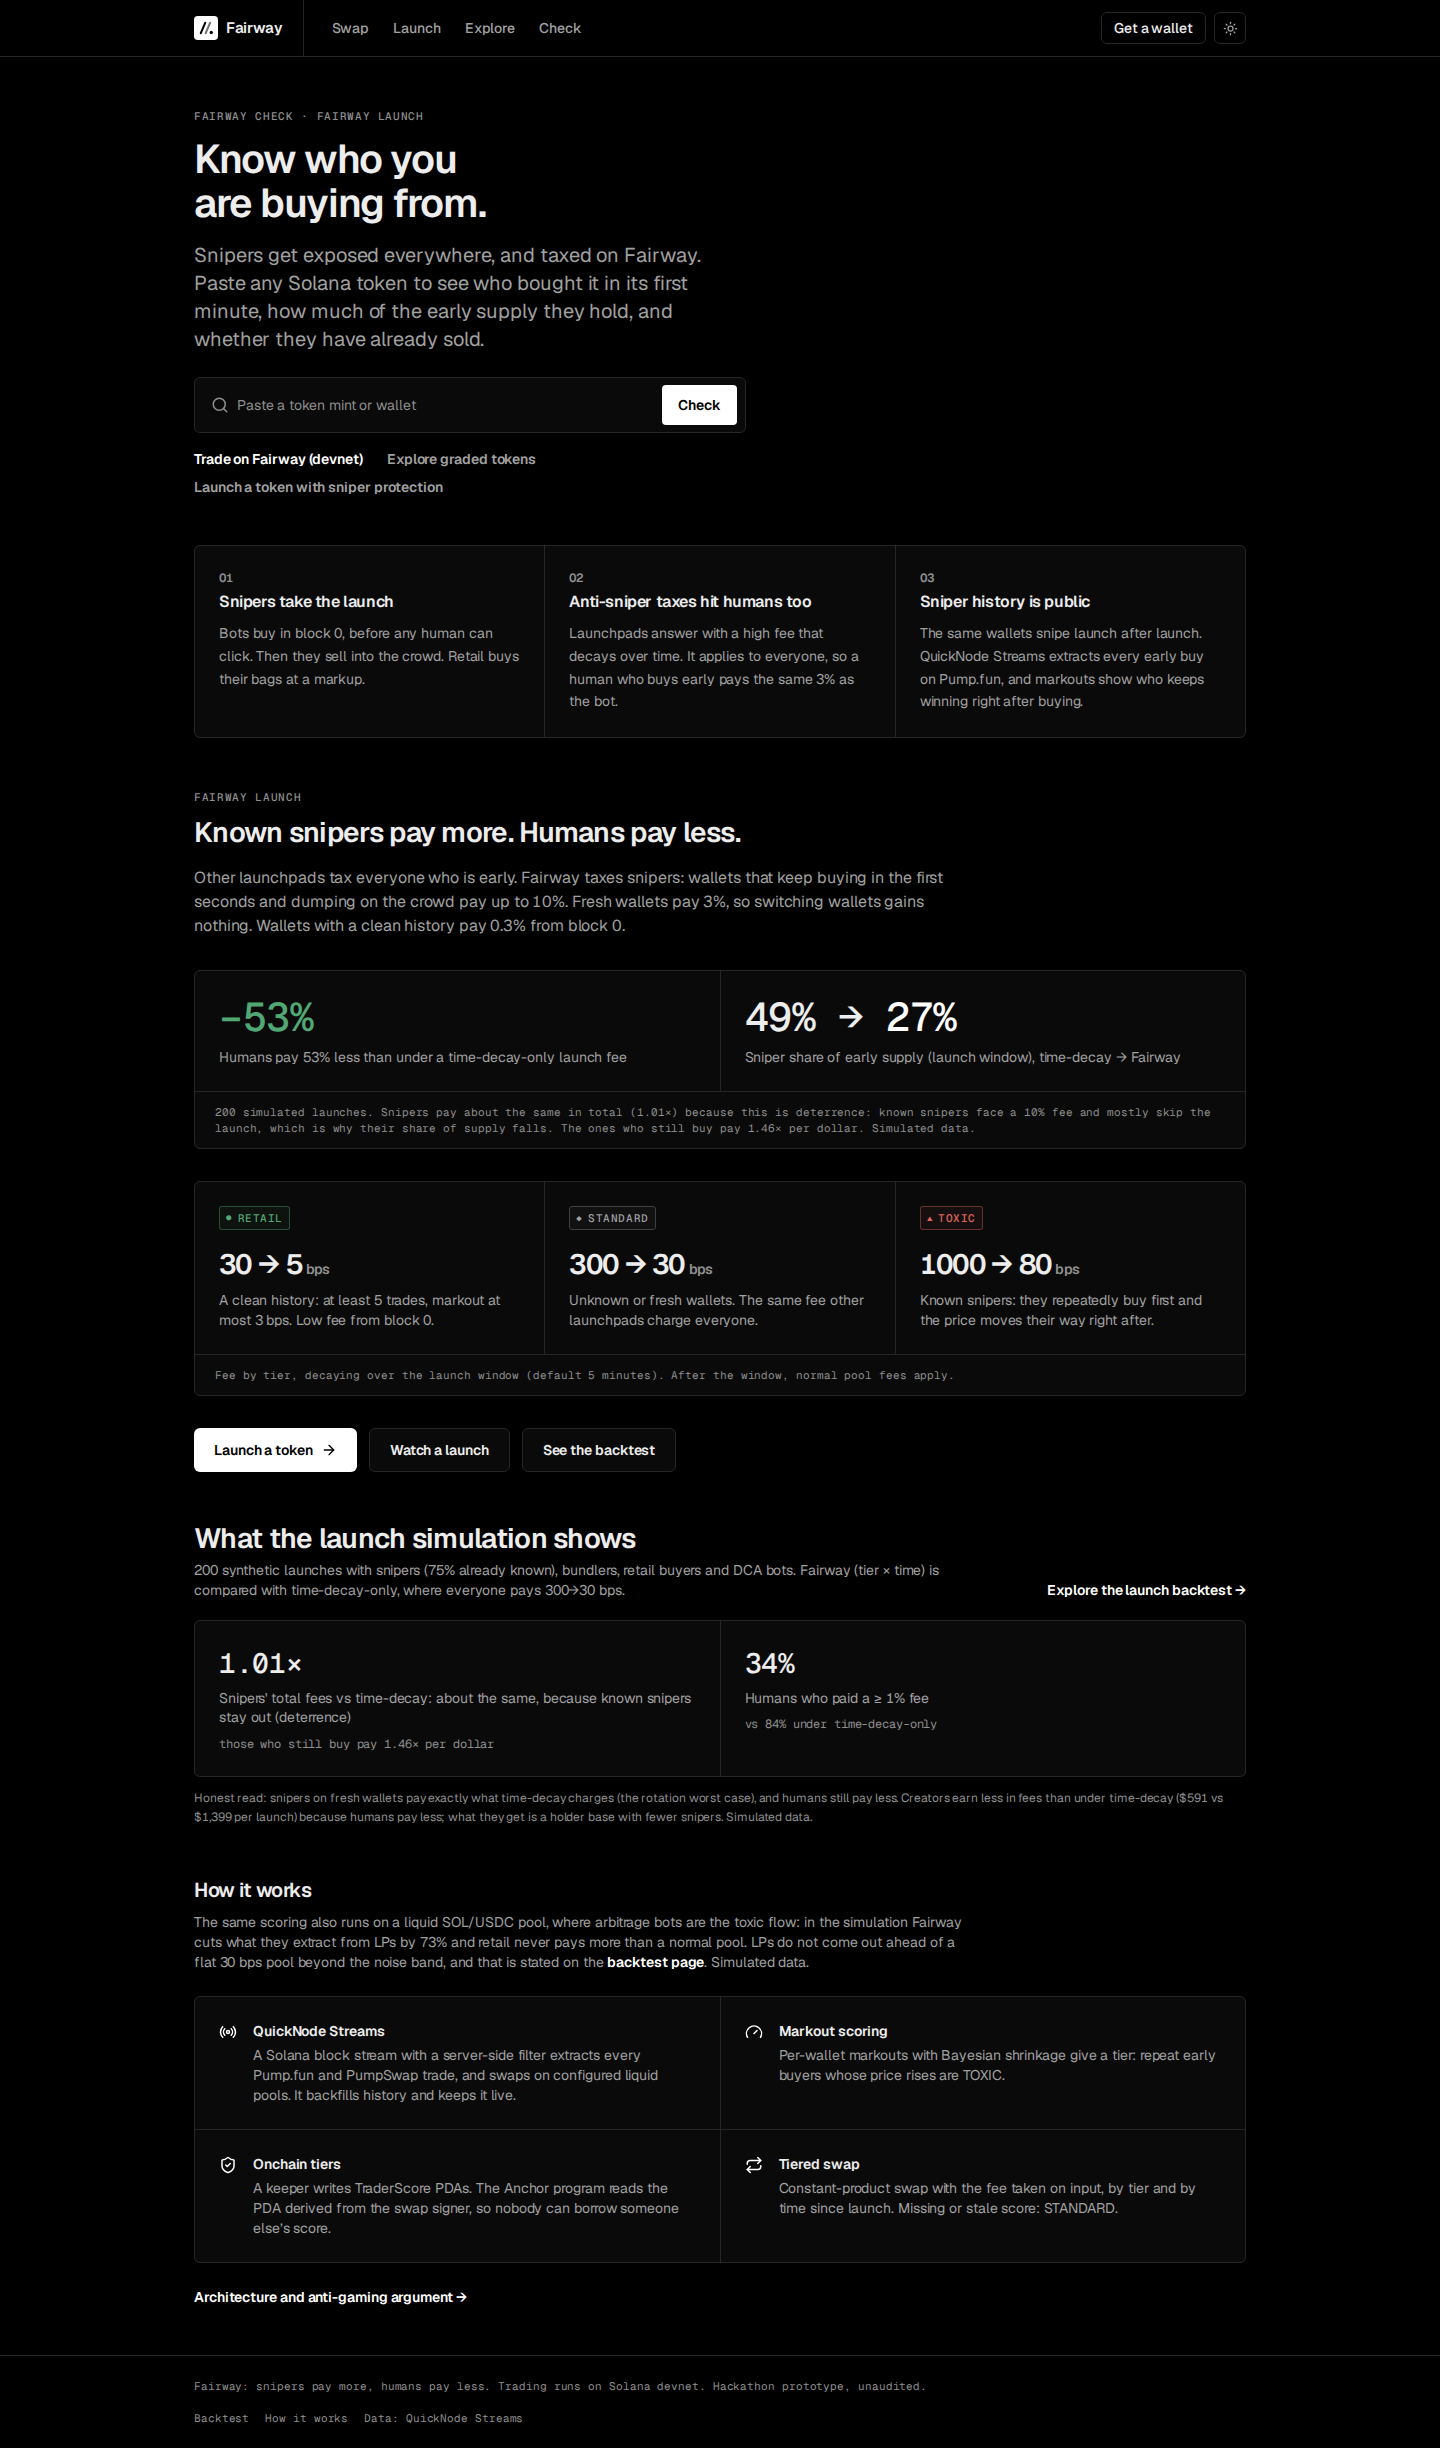 Fairway
Swap
Launch
Explore
Check
Get a wallet
FAIRWAY CHECK · FAIRWAY LAUNCH
Know who you
are buying from.
Snipers get exposed everywhere, and taxed on Fairway.
Paste any Solana token to see who bought it in its first
minute, how much of the early supply they hold, and
whether they have already sold.
Paste a token mint or wallet
Check
Trade on Fairway (devnet)
Explore graded tokens
Launch a token with sniper protection
01
Snipers take the launch
Bots buy in block 0, before any human can
click. Then they sell into the crowd. Retail buys
their bags at a markup.
02
Anti-sniper taxes hit humans too
Launchpads answer with a high fee that
decays over time. It applies to everyone, so a
human who buys early pays the same 3% as
the bot.
03
Sniper history is public
The same wallets snipe launch after launch.
QuickNode Streams extracts every early buy
on Pump.fun, and markouts show who keeps
winning right after buying.
FAIRWAY LAUNCH
Known snipers pay more. Humans pay less.
Other launchpads tax everyone who is early. Fairway taxes snipers: wallets that keep buying in the first
seconds and dumping on the crowd pay up to 10%. Fresh wallets pay 3%, so switching wallets gains
nothing. Wallets with a clean history pay 0.3% from block 0.
−53%
Humans pay 53% less than under a time-decay-only launch fee
49% → 27%
Sniper share of early supply (launch window), time-decay → Fairway
200 simulated launches. Snipers pay about the same in total (1.01×) because this is deterrence: known snipers face a 10% fee and mostly skip the
launch, which is why their share of supply falls. The ones who still buy pay 1.46× per dollar. Simulated data.
● RETAIL
30 → 5 bps
A clean history: at least 5 trades, markout at
most 3 bps. Low fee from block 0.
◆ STANDARD
300 → 30 bps
Unknown or fresh wallets. The same fee other
launchpads charge everyone.
▲ TOXIC
1000 → 80 bps
Known snipers: they repeatedly buy first and
the price moves their way right after.
Fee by tier, decaying over the launch window (default 5 minutes). After the window, normal pool fees apply.
Launch a token →
Watch a launch
See the backtest
What the launch simulation shows
200 synthetic launches with snipers (75% already known), bundlers, retail buyers and DCA bots. Fairway (tier × time) is
compared with time-decay-only, where everyone pays 300→30 bps.
Explore the launch backtest →
1.01×
Snipers' total fees vs time-decay: about the same, because known snipers
stay out (deterrence)
those who still buy pay 1.46× per dollar
34%
Humans who paid a ≥ 1% fee
vs 84% under time-decay-only
Honest read: snipers on fresh wallets pay exactly what time-decay charges (the rotation worst case), and humans still pay less. Creators earn less in fees than under time-decay ($591 vs
$1,399 per launch) because humans pay less; what they get is a holder base with fewer snipers. Simulated data.
How it works
The same scoring also runs on a liquid SOL/USDC pool, where arbitrage bots are the toxic flow: in the simulation Fairway
cuts what they extract from LPs by 73% and retail never pays more than a normal pool. LPs do not come out ahead of a
flat 30 bps pool beyond the noise band, and that is stated on the backtest page. Simulated data.
QuickNode Streams
A Solana block stream with a server-side filter extracts every
Pump.fun and PumpSwap trade, and swaps on configured liquid
pools. It backfills history and keeps it live.
Markout scoring
Per-wallet markouts with Bayesian shrinkage give a tier: repeat early
buyers whose price rises are TOXIC.
Onchain tiers
A keeper writes TraderScore PDAs. The Anchor program reads the
PDA derived from the swap signer, so nobody can borrow someone
else's score.
Tiered swap
Constant-product swap with the fee taken on input, by tier and by
time since launch. Missing or stale score: STANDARD.
Architecture and anti-gaming argument →
Fairway: snipers pay more, humans pay less. Trading runs on Solana devnet. Hackathon prototype, unaudited.
Backtest
How it works
Data: QuickNode Streams